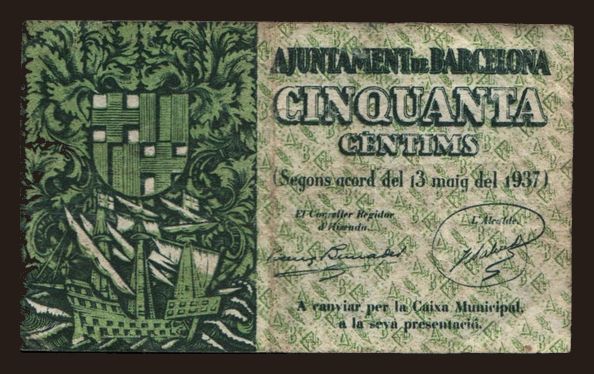 AJUNTAMENT DE BARCELONA
CINQUANTA
CÈNTIMS
(Segons acord del 13 maig del 1937)
El Conseller Regidor
d'Hisenda,
L'Alcalde,
A canviar per la Caixa Municipal,
a la seva presentació.